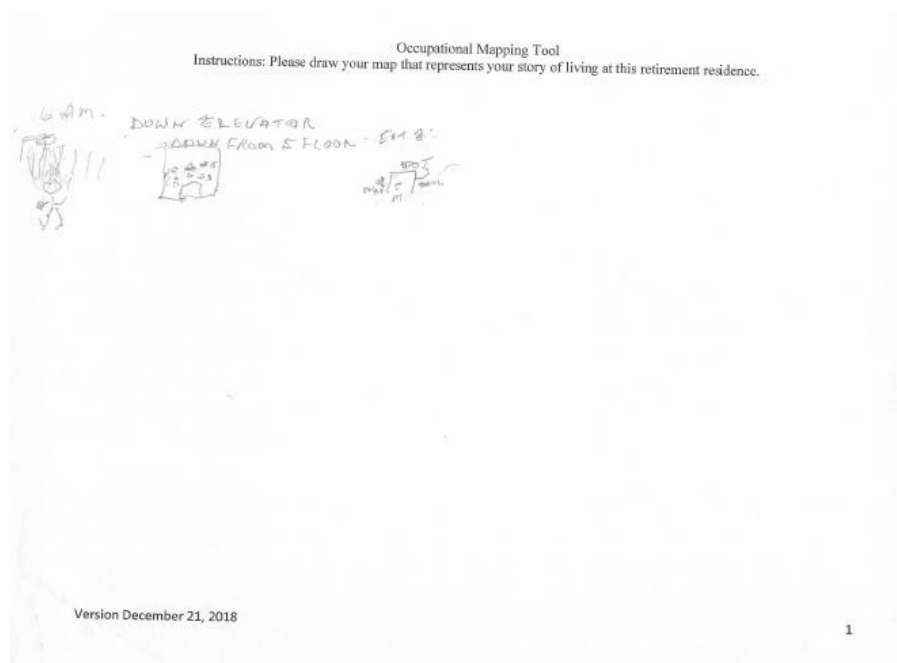 Occupational Mapping Tool
Instructions: Please draw your map that represents your story of living at this retirement residence.
6 AM.
DOWN ELEVATOR
DOWN FROM 5 FLOOR -
Version December 21, 2018
1